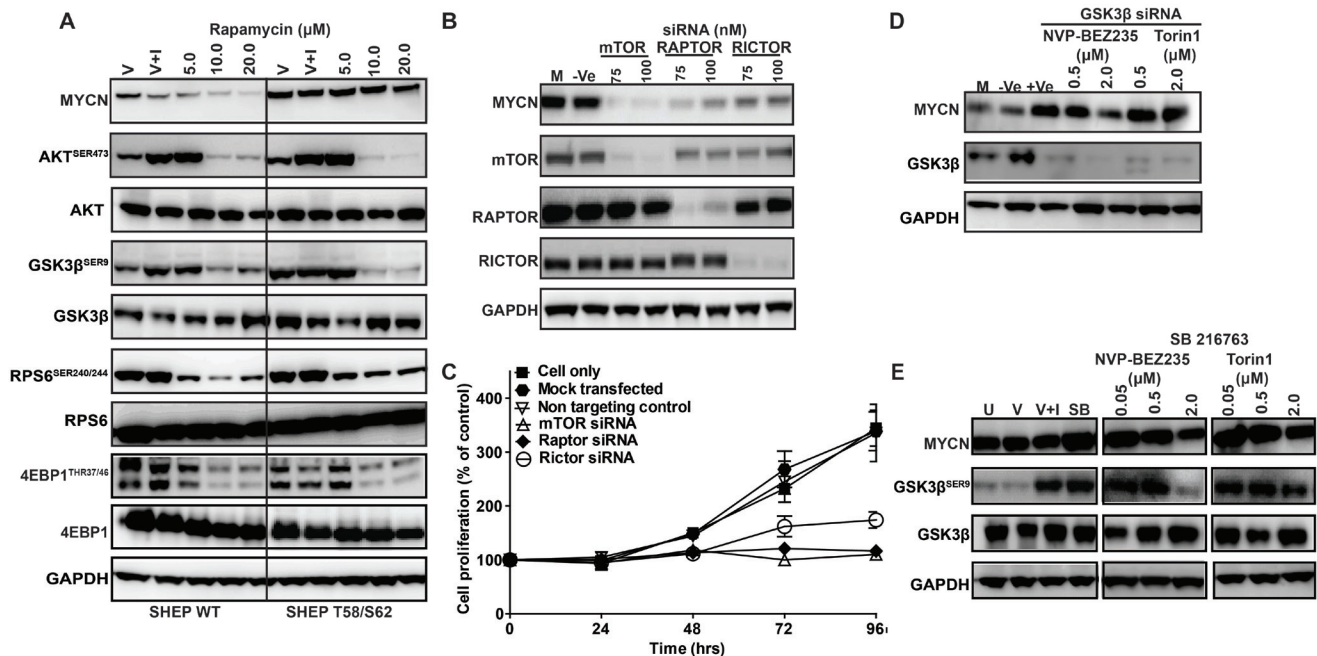 A
Rapamycin (µM)
V V+I 5.0 10.0 20.0 V V+I 5.0 10.0 20.0
MYCN
AKTSER473
AKT
GSK3βSER9
GSK3β
RPS6SER240/244
RPS6
4EBP1THR37/46
4EBP1
GAPDH
SHEP WT SHEP T58/S62
B
siRNA (nM)
mTOR RAPTOR RICTOR
M -Ve 75 100 75 100 75 100
MYCN
mTOR
RAPTOR
RICTOR
GAPDH
C
Cell only
Mock transfected
Non targeting control
mTOR siRNA
Raptor siRNA
Rictor siRNA
Cell proliferation (% of control)
400
300
200
100
0
0 24 48 72 96
Time (hrs)
D
GSK3β siRNA
NVP-BEZ235 Torin1
(µM) (µM)
M -Ve +Ve 0.5 2.0 0.5 2.0
MYCN
GSK3β
GAPDH
E
SB 216763
NVP-BEZ235 Torin1
(µM) (µM)
U V V+I SB 0.05 0.5 2.0 0.05 0.5 2.0
MYCN
GSK3βSER9
GSK3β
GAPDH